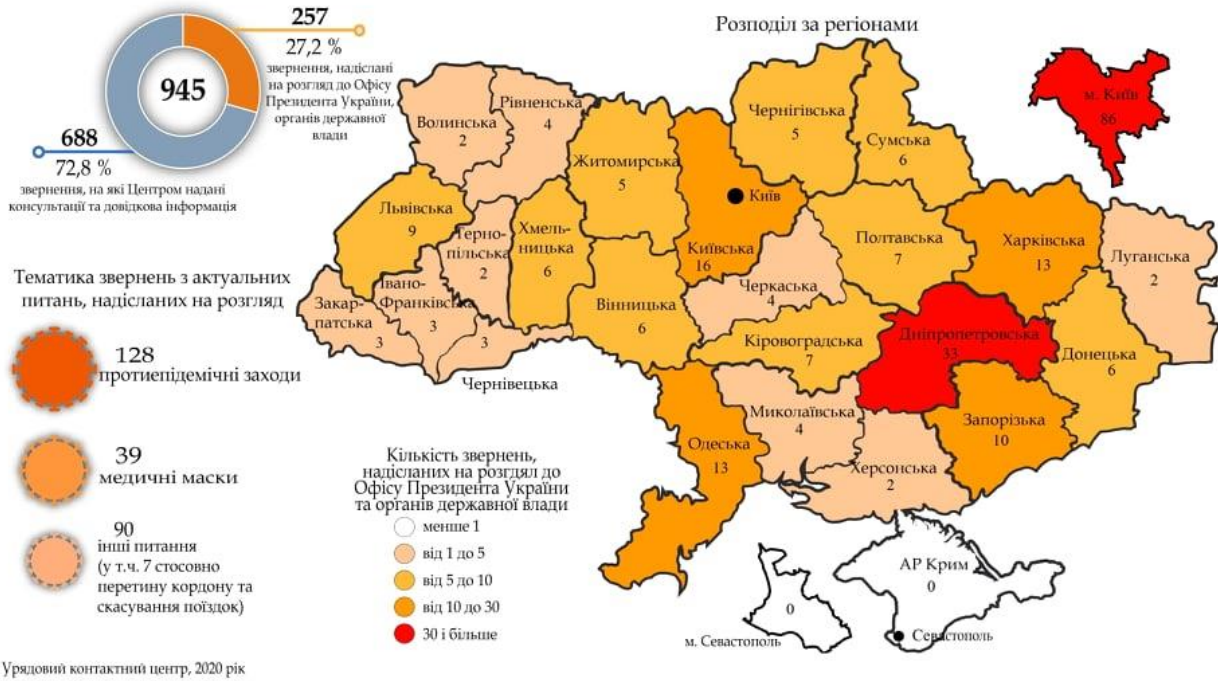 257
27,2 %
звернення, надіслані
на розгляд до Офісу
Президента України,
органів державної
влади
945
688
72,8 %
звернення, на які Центром надані
консультації та довідкова інформація
Тематика звернень з актуальних
питань, надісланих на розгляд
128
протиепідемічні заходи
39
медичні маски
90
інші питання
(у т.ч. 7 стосовно
перетину кордону та
скасування поїздок)
Розподіл за регіонами
м. Київ
86
Волинська
2
Рівненська
4
Житомирська
5
Чернігівська
5
Сумська
6
Київ
Київська
16
Львівська
9
Терно-
пільська
2
Хмель-
ницька
6
Полтавська
7
Харківська
13
Луганська
2
Закар-
патська
3
Івано-
Франківська
3
3
Чернівецька
Вінницька
6
Черкаська
4
Кіровоградська
7
Дніпропетровська
33
Донецька
6
Одеська
13
Миколаївська
4
Херсонська
2
Запорізька
10
АР Крим
0
0
м. Севастополь
Севастополь
Кількість звернень,
надісланих на розгдял до
Офісу Президента України
та органів державної влади
менше 1
від 1 до 5
від 5 до 10
від 10 до 30
30 і більше
Урядовий контактний центр, 2020 рік